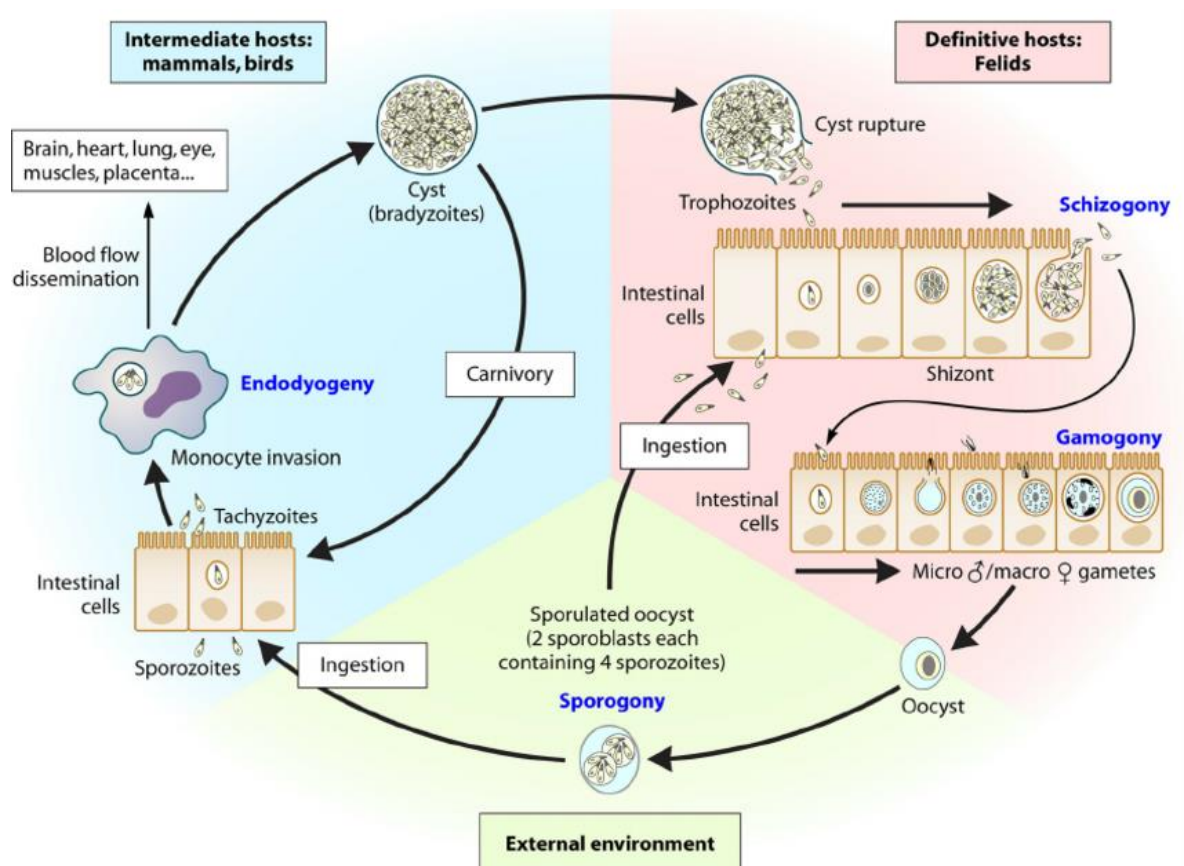 Intermediate hosts:
mammals, birds
Definitive hosts:
Felids
Brain, heart, lung, eye,
muscles, placenta...
Cyst
(bradyzoites)
Cyst rupture
Trophozoites
Schizogony
Blood flow
dissemination
Intestinal
cells
Shizont
Endodyogeny
Carnivory
Monocyte invasion
Ingestion
Gamogony
Tachyzoites
Intestinal
cells
Micro ♂/macro ♀ gametes
Intestinal
cells
Sporozoites
Ingestion
Sporulated oocyst
(2 sporoblasts each
containing 4 sporozoites)
Sporogony
Oocyst
External environment